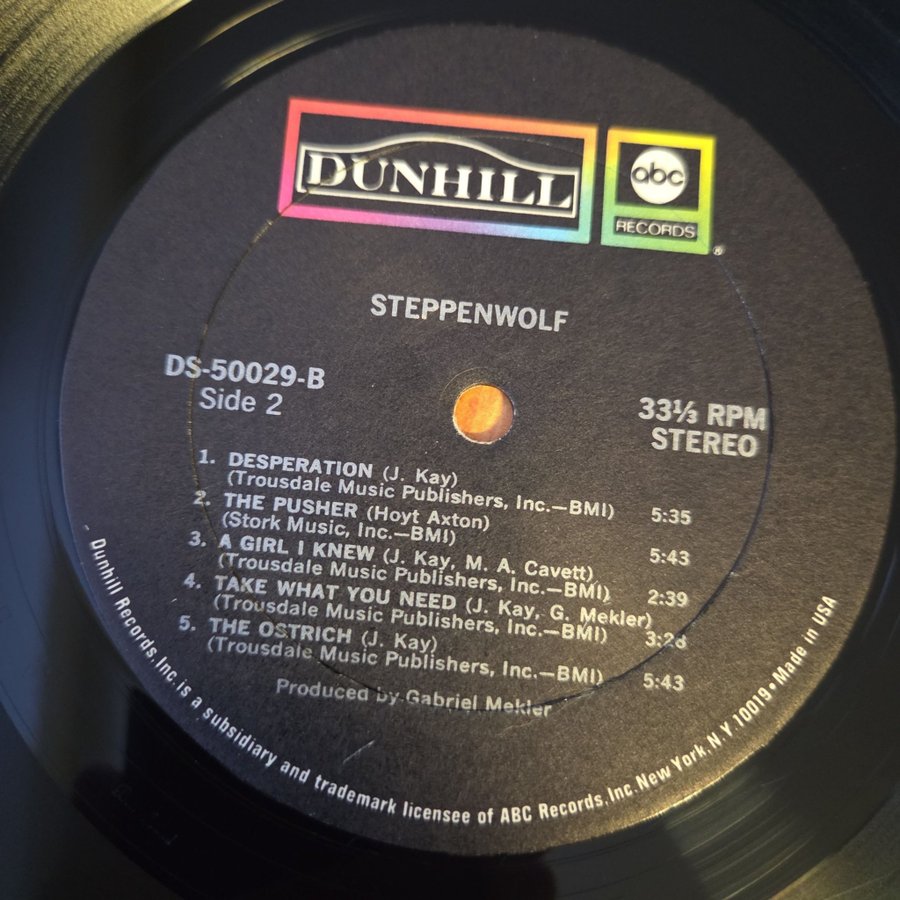 DUNHILL
abc
RECORDS
®
STEPPENWOLF
DS-50029-B
Side 2
33⅓ RPM
STEREO
1. DESPERATION (J. Kay)
(Trousdale Music Publishers, Inc.—BMI) 5:35
2. THE PUSHER (Hoyt Axton)
(Stork Music, Inc.—BMI) 5:43
3. A GIRL I KNEW (J. Kay, M. A. Cavett)
(Trousdale Music Publishers, Inc.—BMI) 2:39
4. TAKE WHAT YOU NEED (J. Kay, G. Mekler)
(Trousdale Music Publishers, Inc.—BMI) 3:28
5. THE OSTRICH (J. Kay)
(Trousdale Music Publishers, Inc.—BMI) 5:43
Produced by Gabriel Mekler
Dunhill Records, Inc. is a subsidiary and trademark licensee of ABC Records, Inc. New York, N.Y. 10019 • Made in USA